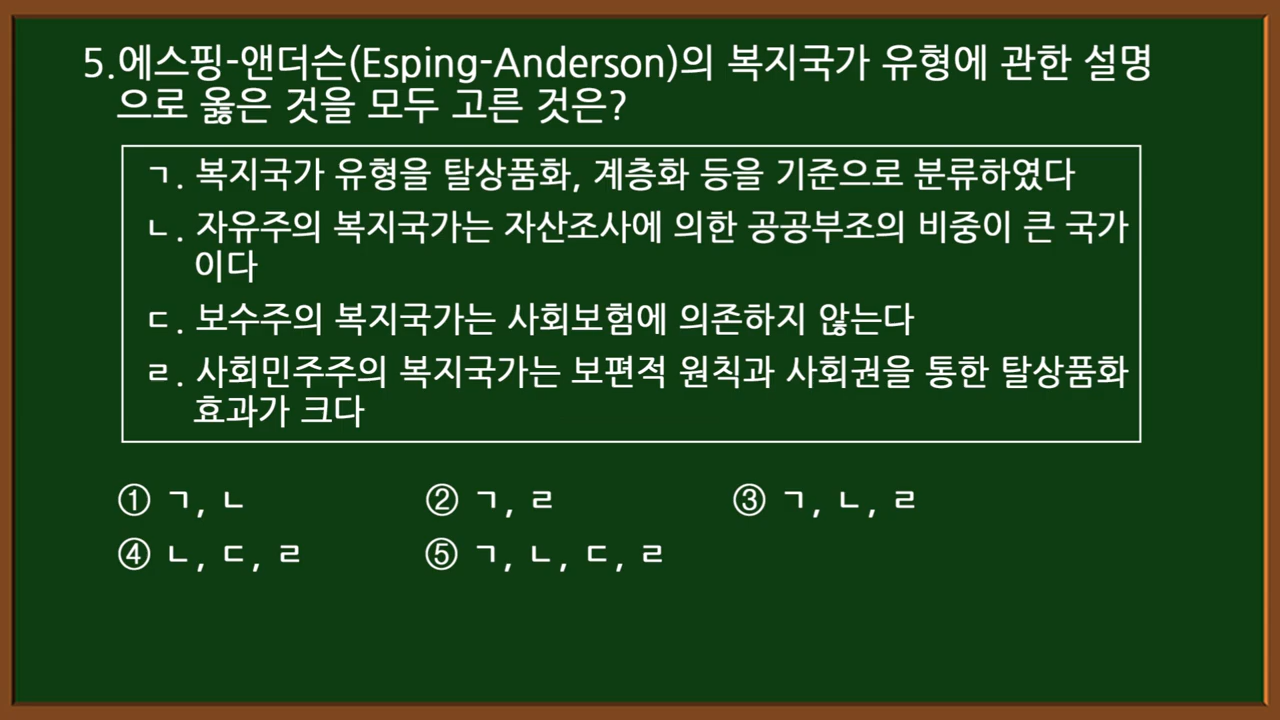 5.에스핑-앤더슨(Esping-Anderson)의 복지국가 유형에 관한 설명
으로 옳은 것을 모두 고른 것은?
ㄱ. 복지국가 유형을 탈상품화, 계층화 등을 기준으로 분류하였다
ㄴ. 자유주의 복지국가는 자산조사에 의한 공공부조의 비중이 큰 국가
이다
ㄷ. 보수주의 복지국가는 사회보험에 의존하지 않는다
ㄹ. 사회민주주의 복지국가는 보편적 원칙과 사회권을 통한 탈상품화
효과가 크다
① ㄱ, ㄴ ② ㄱ, ㄹ ③ ㄱ, ㄴ, ㄹ
④ ㄴ, ㄷ, ㄹ ⑤ ㄱ, ㄴ, ㄷ, ㄹ